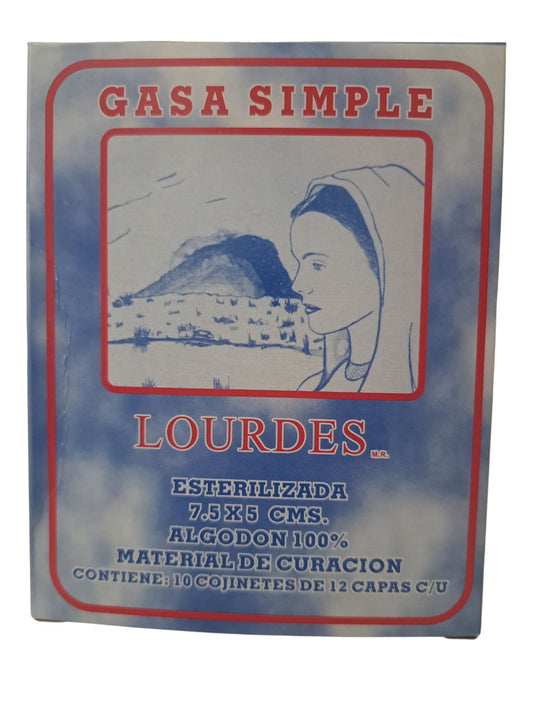 GASA SIMPLE
LOURDES M.R.
ESTERILIZADA
7.5 X 5 CMS.
ALGODON 100%
MATERIAL DE CURACION
CONTIENE: 10 COJINETES DE 12 CAPAS C/U